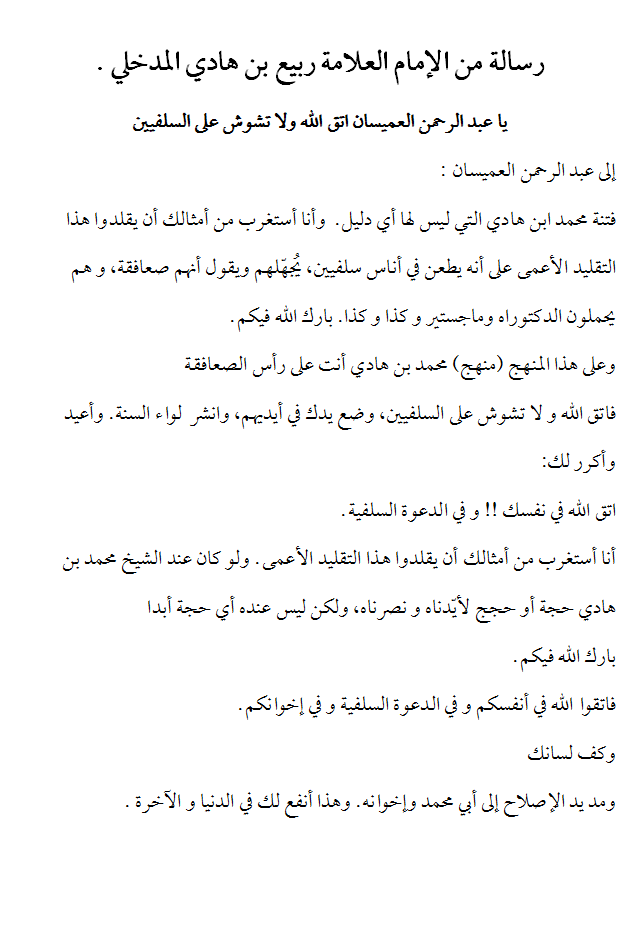 رسالة من الإمام العلامة ربيع بن هادي المدخلي .
يا عبد الرحمن العميسان اتق الله ولا تشوش على السلفيين
إلى عبد الرحمن العميسان :
فتنة محمد ابن هادي التي ليس لها أي دليل. وأنا أستغرب من أمثالك أن يقلدوا هذا
التقليد الأعمى على أنه يطعن في أناس سلفيين، يُجهّلهم ويقول أنهم صعافقة، و هم
يحملون الدكتوراه وماجستير و كذا و كذا. بارك الله فيكم.
وعلى هذا المنهج (منهج) محمد بن هادي أنت على رأس الصعافقة
فاتق الله و لا تشوش على السلفيين، وضع يدك في أيديهم، وانشر لواء السنة. وأعيد
وأكرر لك:
اتق الله في نفسك !! و في الدعوة السلفية.
أنا أستغرب من أمثالك أن يقلدوا هذا التقليد الأعمى. ولو كان عند الشيخ محمد بن
هادي حجة أو حجج لأيّدناه و نصرناه، ولكن ليس عنده أي حجة أبدا
بارك الله فيكم.
فاتقوا الله في أنفسكم و في الدعوة السلفية و في إخوانكم.
وكف لسانك
ومد يد الإصلاح إلى أبي محمد وإخوانه. وهذا أنفع لك في الدنيا و الآخرة .